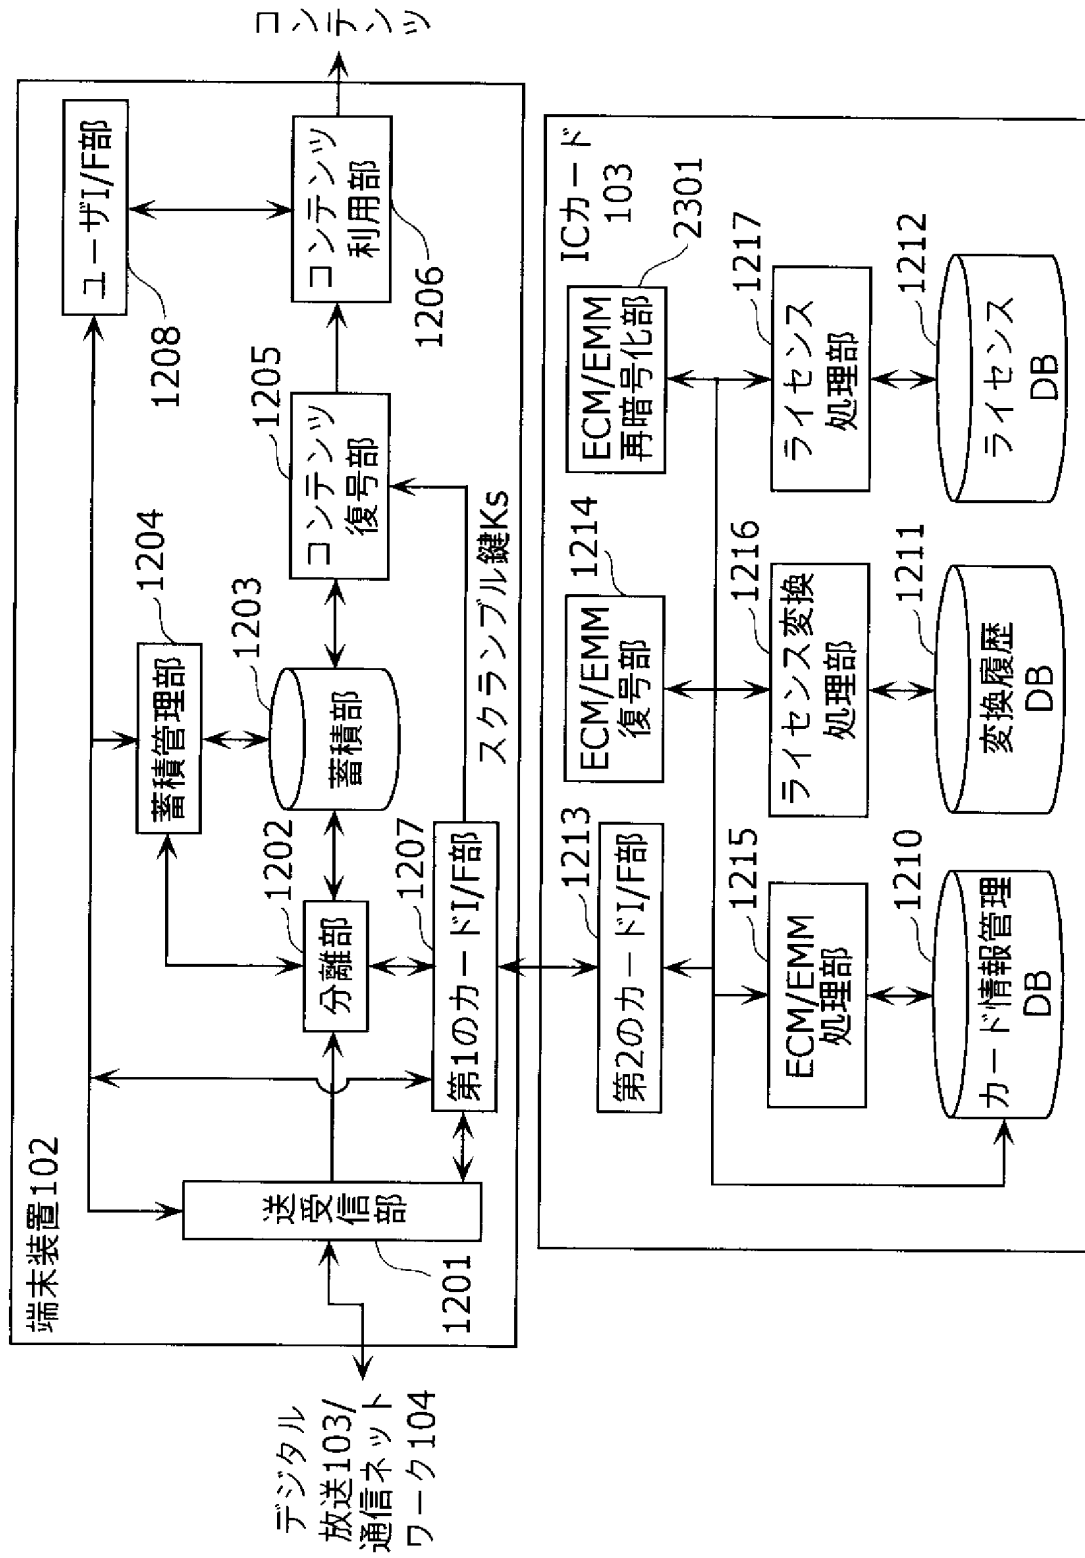 端末装置102
デジタル
放送103/
通信ネット
ワーク104
送受信部
1201
分離部
1202
蓄積部
1203
蓄積管理部
1204
コンテンツ
復号部
1205
コンテンツ
利用部
1206
第1のカードI/F部
1207
ユーザI/F部
1208
コンテンツ
スクランブル鍵Ks
ICカード
103
第2のカードI/F部
1213
ECM/EMM
復号部
1214
ECM/EMM
再暗号化部
2301
ECM/EMM
処理部
1215
ライセンス変換
処理部
1216
ライセンス
処理部
1217
カード情報管理
DB
1210
変換履歴
DB
1211
ライセンス
DB
1212